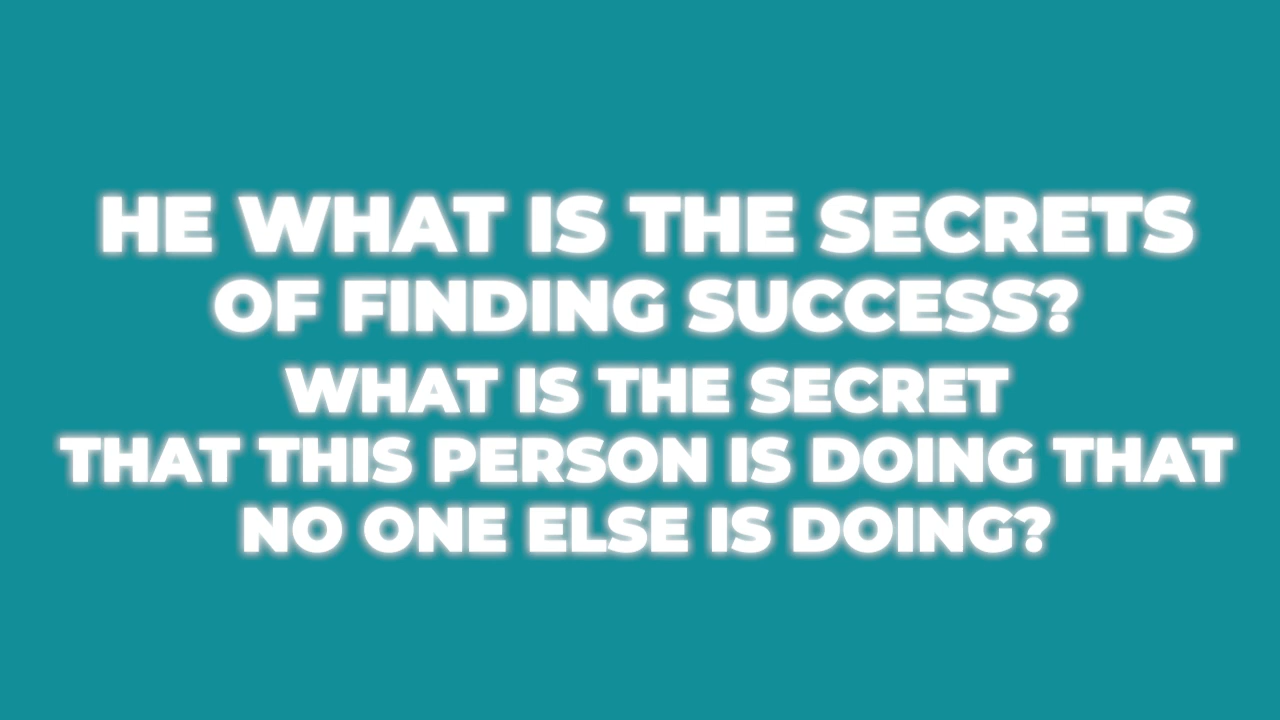 HE WHAT IS THE SECRETS
OF FINDING SUCCESS?
WHAT IS THE SECRET
THAT THIS PERSON IS DOING THAT
NO ONE ELSE IS DOING?